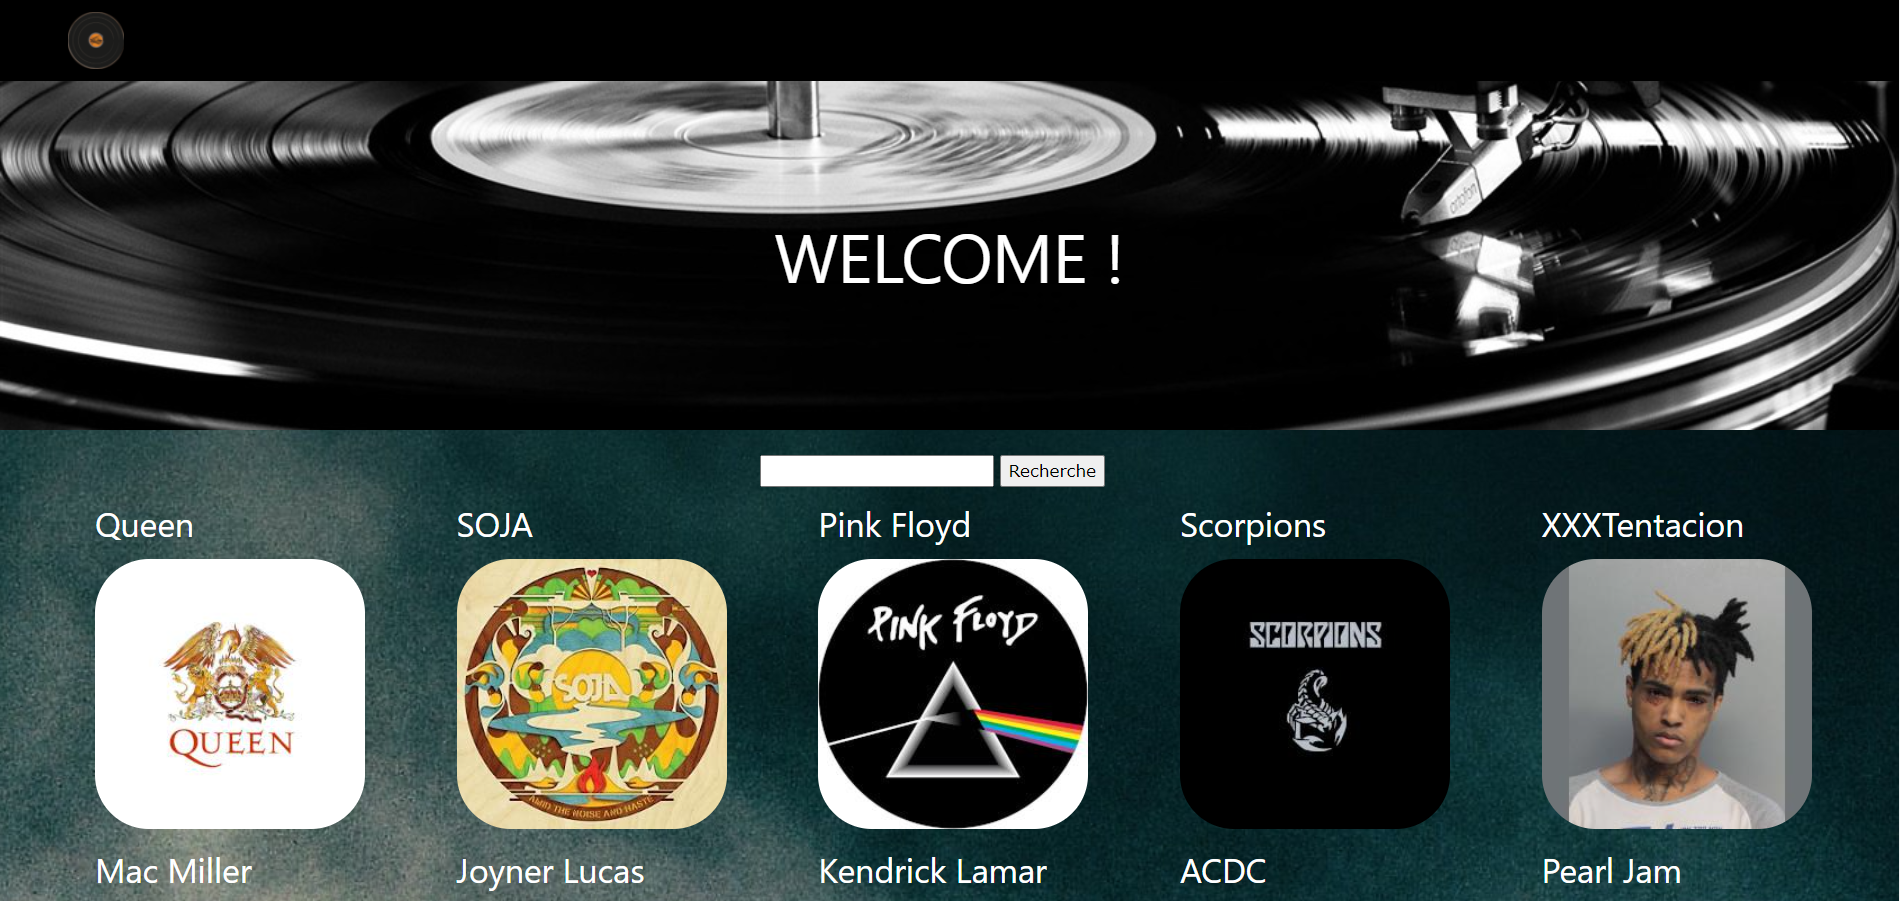 ortofon
WELCOME !
Recherche
Queen
SOJA
Pink Floyd
Scorpions
XXXTentacion
QUEEN
SOJA
AMID THE NOISE AND HASTE
PINK FLOYD
SCORPIONS
Mac Miller
Joyner Lucas
Kendrick Lamar
ACDC
Pearl Jam